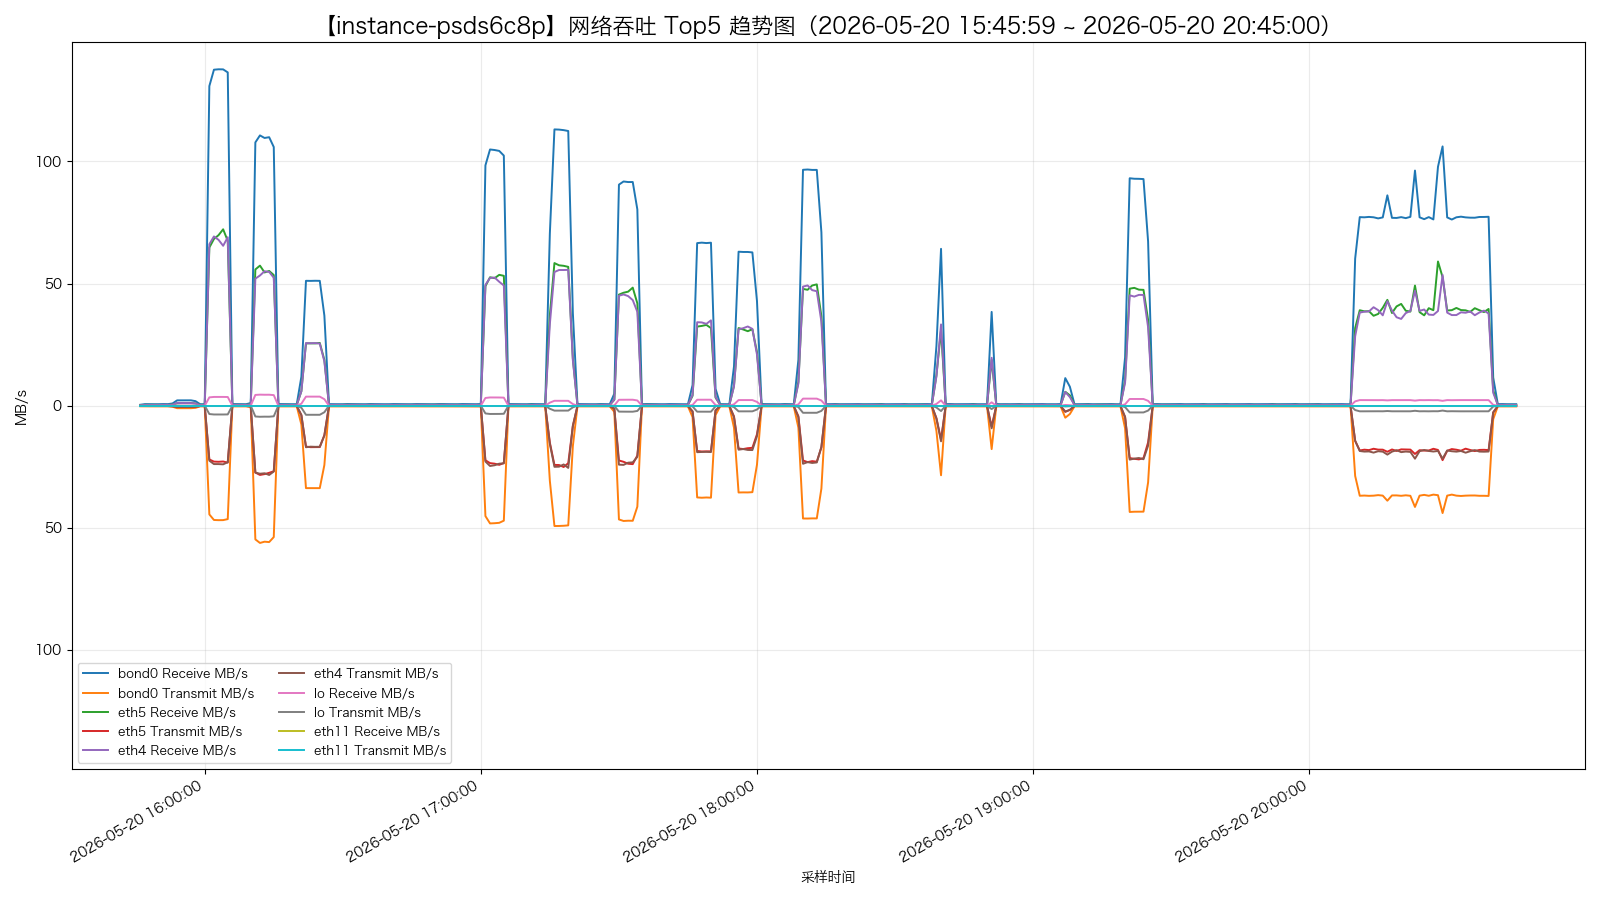 【instance-psds6c8p】网络吞吐 Top5 趋势图（2026-05-20 15:45:59 ~ 2026-05-20 20:45:00）
MB/s
100
50
0
50
100
bond0 Receive MB/s
bond0 Transmit MB/s
eth5 Receive MB/s
eth5 Transmit MB/s
eth4 Receive MB/s
eth4 Transmit MB/s
lo Receive MB/s
lo Transmit MB/s
eth11 Receive MB/s
eth11 Transmit MB/s
2026-05-20 16:00:00
2026-05-20 17:00:00
2026-05-20 18:00:00
2026-05-20 19:00:00
2026-05-20 20:00:00
采样时间